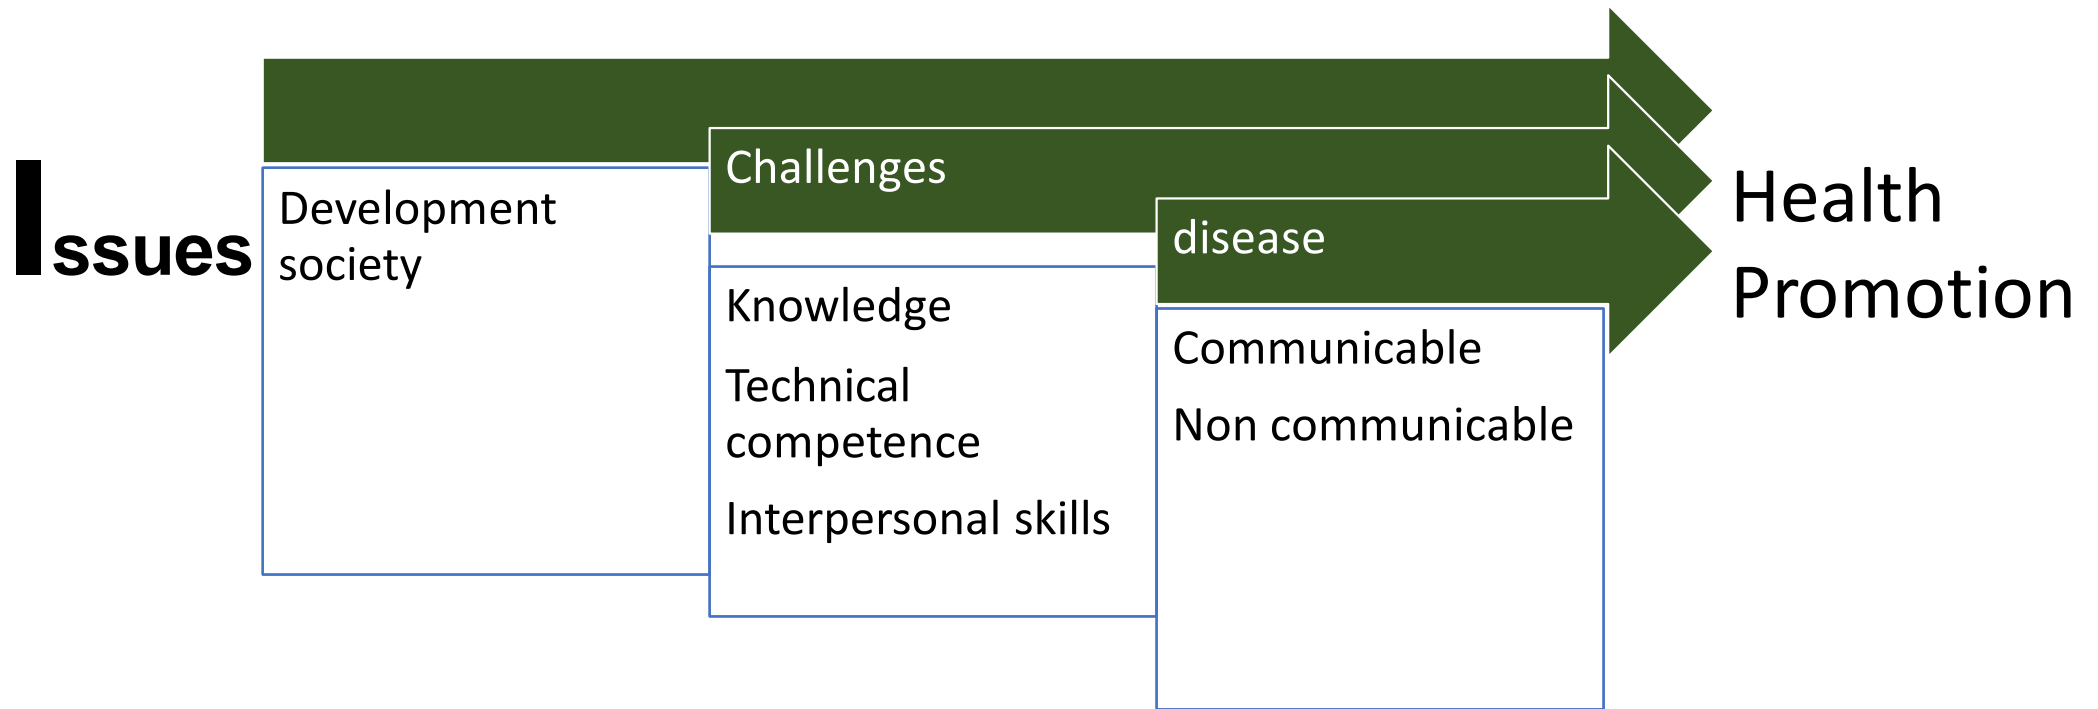 Issues
Development
society
Challenges
Knowledge
Technical
competence
Interpersonal skills
disease
Communicable
Non communicable
Health
Promotion